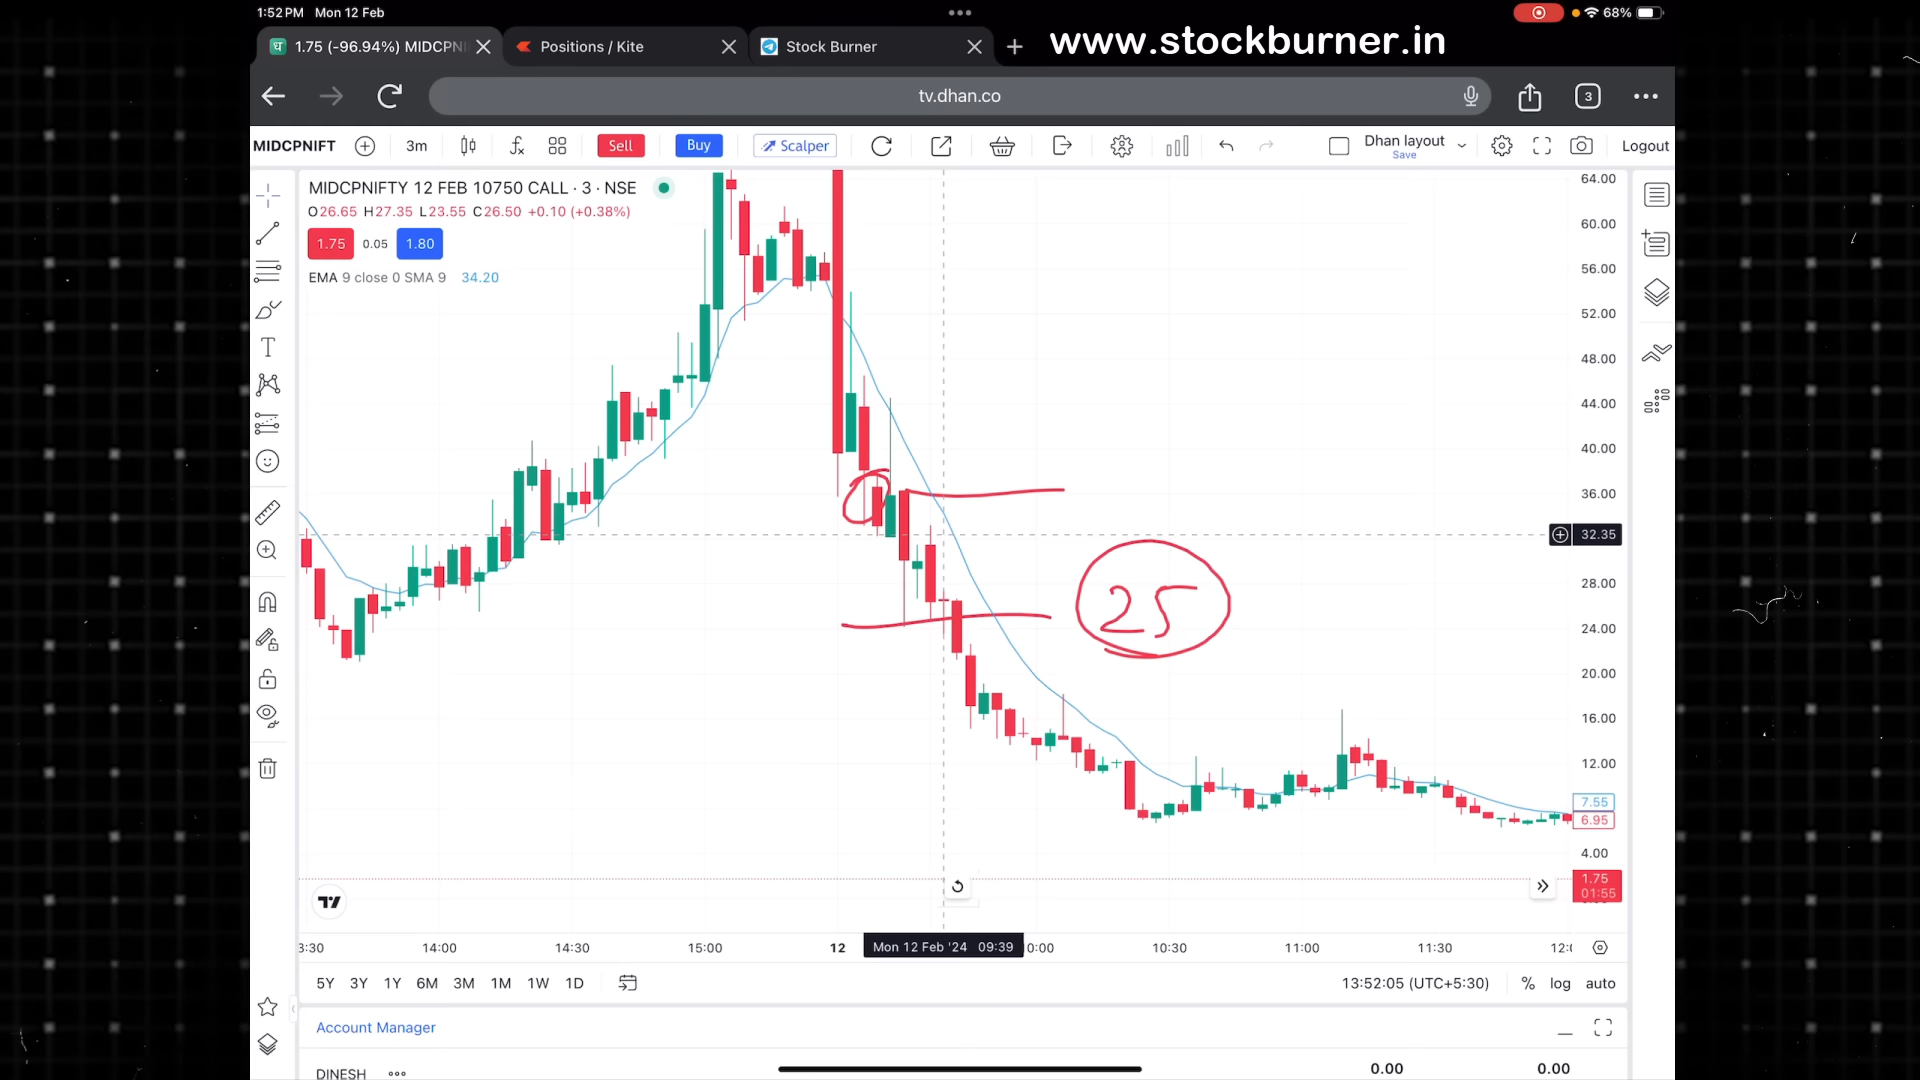 1:52 PM Mon 12 Feb
68%
1.75 (-96.94%) MIDCPNI
Positions / Kite
Stock Burner
www.stockburner.in
tv.dhan.co
3
MIDCPNIFT
3m
Sell
Buy
Scalper
Dhan layout
Save
Logout
MIDCPNIFTY 12 FEB 10750 CALL · 3 · NSE
O26.65 H27.35 L23.55 C26.50 +0.10 (+0.38%)
1.75 0.05 1.80
EMA 9 close 0 SMA 9 34.20
64.00
60.00
56.00
52.00
48.00
44.00
40.00
36.00
32.35
28.00
25
24.00
20.00
16.00
12.00
7.55
6.95
4.00
1.75
01:55
3:30 14:00 14:30 15:00 12 Mon 12 Feb '24 09:39 0:00 10:30 11:00 11:30 12:0
5Y 3Y 1Y 6M 3M 1M 1W 1D
13:52:05 (UTC+5:30) % log auto
Account Manager
DINESH
0.00 0.00